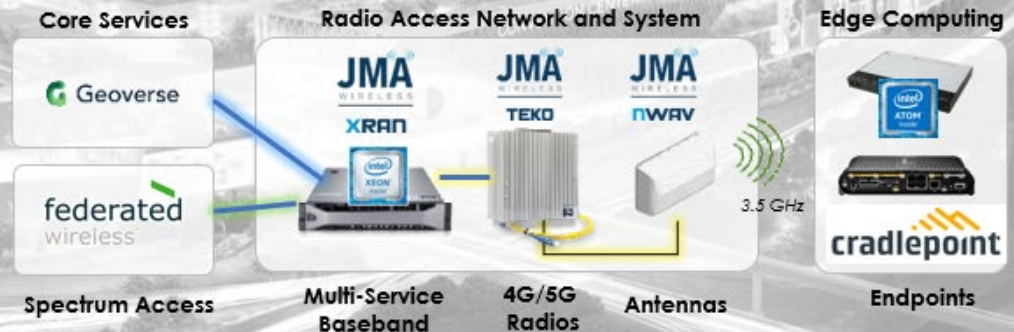 Core Services
Radio Access Network and System
Edge Computing
Geoverse
federated
wireless
JMA
WIRELESS
XRAN
intel
XEON
inside
JMA
WIRELESS
TEKO
JMA
WIRELESS
nwav
3.5 GHz
intel
ATOM
inside
cradlepoint
Spectrum Access
Multi-Service
Baseband
4G/5G
Radios
Antennas
Endpoints